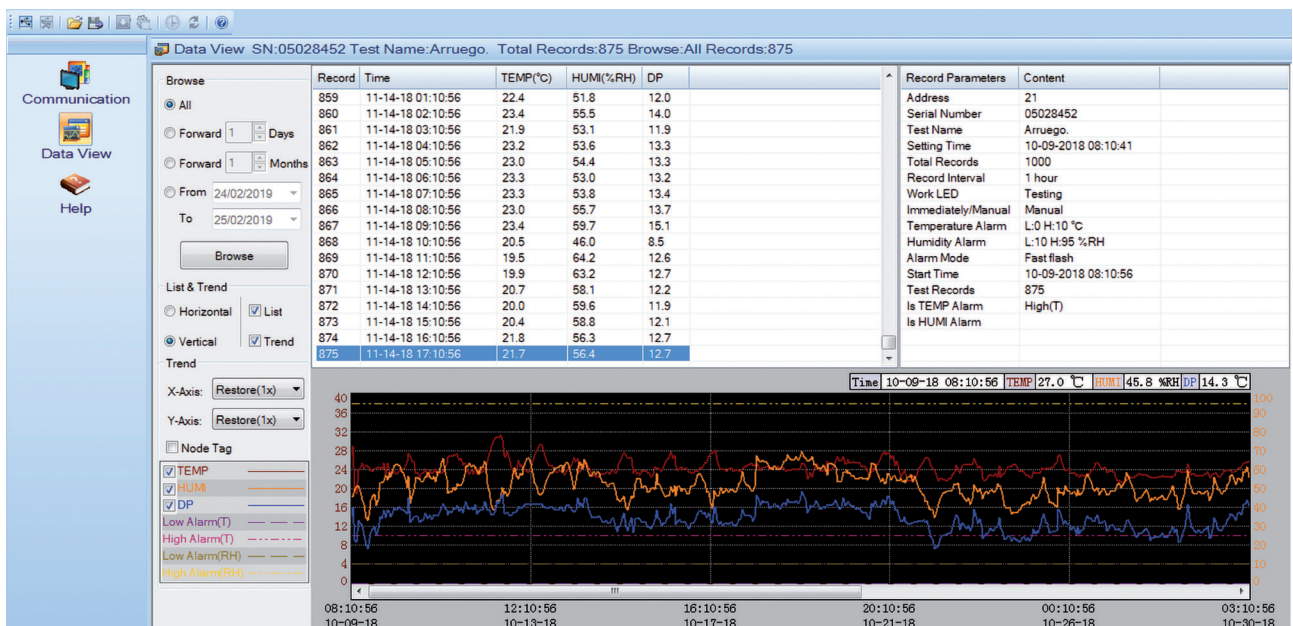 Data View SN:05028452 Test Name:Arruego. Total Records:875 Browse:All Records:875
Communication
Data View
Help
Browse
All
Forward 1 Days
Forward 1 Months
From 24/02/2019
To 25/02/2019
Browse
List & Trend
Horizontal List
Vertical Trend
Trend
X-Axis: Restore(1x)
Y-Axis: Restore(1x)
Node Tag
TEMP
HUMI
DP
Low Alarm(T)
High Alarm(T)
Low Alarm(RH)
High Alarm(RH)
Record Time TEMP(°C) HUMI(%RH) DP
859 11-14-18 01:10:56 22.4 51.8 12.0
860 11-14-18 02:10:56 23.4 55.5 14.0
861 11-14-18 03:10:56 21.9 53.1 11.9
862 11-14-18 04:10:56 23.2 53.6 13.3
863 11-14-18 05:10:56 23.0 54.4 13.3
864 11-14-18 06:10:56 23.3 53.0 13.2
865 11-14-18 07:10:56 23.3 53.8 13.4
866 11-14-18 08:10:56 23.0 55.7 13.7
867 11-14-18 09:10:56 23.4 59.7 15.1
868 11-14-18 10:10:56 20.5 46.0 8.5
869 11-14-18 11:10:56 19.5 64.2 12.6
870 11-14-18 12:10:56 19.9 63.2 12.7
871 11-14-18 13:10:56 20.7 58.1 12.2
872 11-14-18 14:10:56 20.0 59.6 11.9
873 11-14-18 15:10:56 20.4 58.8 12.1
874 11-14-18 16:10:56 21.8 56.3 12.7
875 11-14-18 17:10:56 21.7 56.4 12.7
Record Parameters Content
Address 21
Serial Number 05028452
Test Name Arruego.
Setting Time 10-09-2018 08:10:41
Total Records 1000
Record Interval 1 hour
Work LED Testing
Immediately/Manual Manual
Temperature Alarm L:0 H:10 °C
Humidity Alarm L:10 H:95 %RH
Alarm Mode Fast flash
Start Time 10-09-2018 08:10:56
Test Records 875
Is TEMP Alarm High(T)
Is HUMI Alarm
Time 10-09-18 08:10:56 TEMP 27.0 ℃ HUMI 45.8 %RH DP 14.3 ℃
40 100
36 90
32 80
28 70
24 60
20 50
16 40
12 30
8 20
4 10
0 0
08:10:56 12:10:56 16:10:56 20:10:56 00:10:56 03:10:56
10-09-18 10-13-18 10-17-18 10-21-18 10-26-18 10-30-18